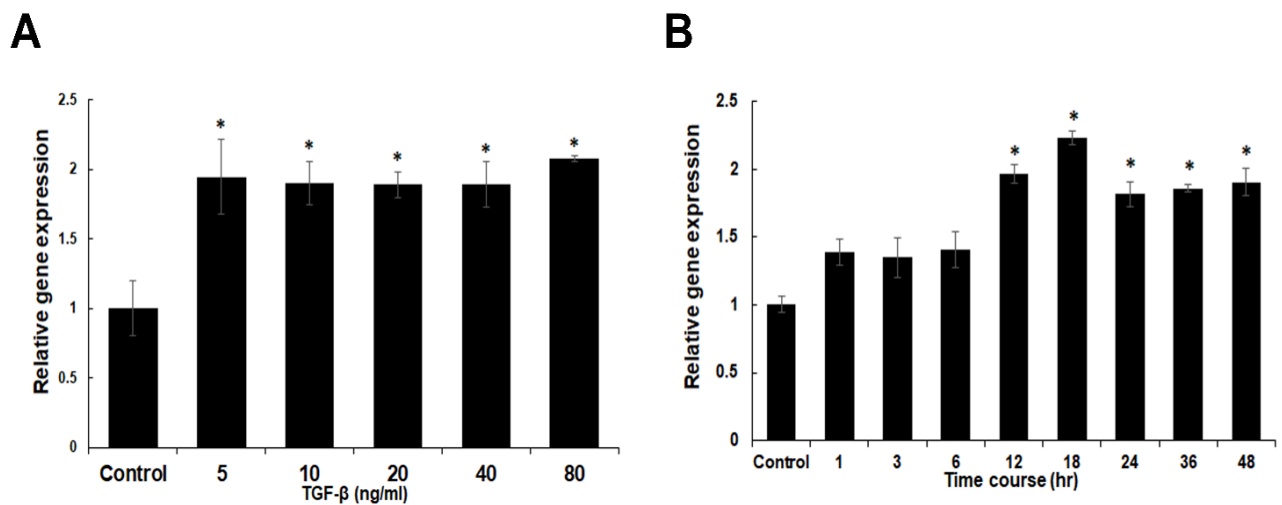 A
B
Relative gene expression
2.5
2
1.5
1
0.5
0
* * * * *
Control 5 10 20 40 80
TGF-β (ng/ml)
Relative gene expression
2.5
2
1.5
1
0.5
0
* * * * *
Control 1 3 6 12 18 24 36 48
Time course (hr)